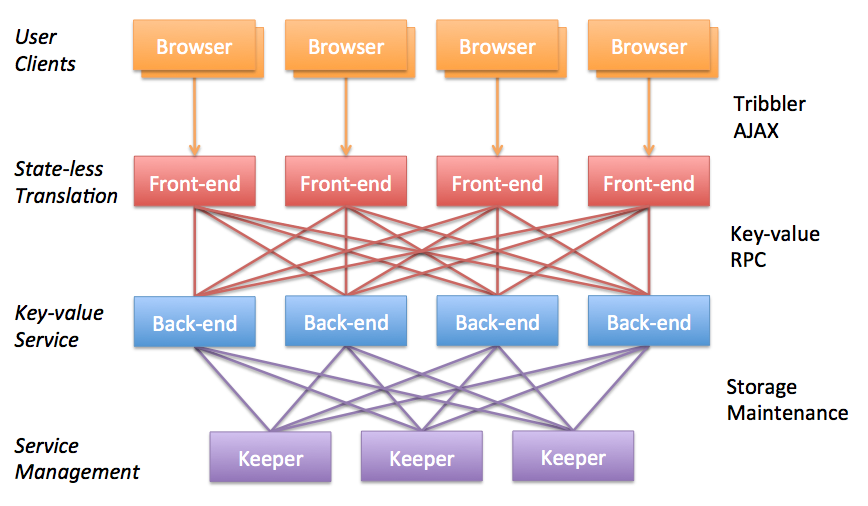 User
Clients
Browser Browser Browser Browser
Tribbler
AJAX
State-less
Translation
Front-end Front-end Front-end Front-end
Key-value
RPC
Key-value
Service
Back-end Back-end Back-end Back-end
Storage
Maintenance
Service
Management
Keeper Keeper Keeper